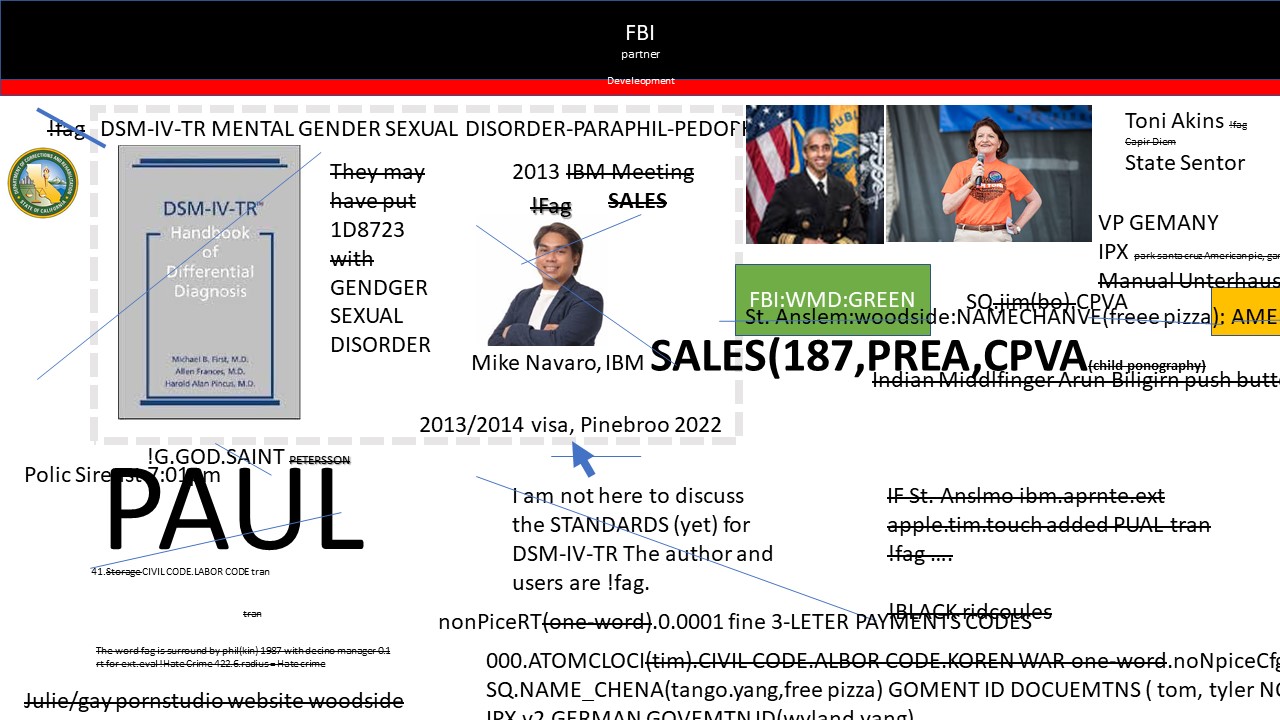 FBI
partner
Develeopment
!fag DSM-IV-TR MENTAL GENDER SEXUAL DISORDER-PARAPHIL-PEDOF
DSM-IV-TR™
Handbook
of
Differential
Diagnosis
Michael B. First, M.D.
Allen Frances, M.D.
Harold Alan Pincus, M.D.
They may
have put
1D8723
with
GENDGER
SEXUAL
DISORDER
2013 IBM Meeting
!Fag SALES
Mike Navaro, IBM SALES(187,PREA,CPVA(child ponography)
2013/2014 visa, Pinebroo 2022
Toni Akins !fag
Capir Diem
State Sentor
VP GEMANY
IPX park santa cruz American pie, gar
Manual Unterhaus
FBI:WMD:GREEN
SQ.jim(bo).CPVA
St. Anslem:woodside:NAMECHANVE(freee pizza): AME
Indian Middlfinger Arun Biligirn push butt
!G.GOD.SAINT PETERSSON
Polic Sire est 7:01pm
PAUL
41.Storage CIVIL CODE.LABOR CODE tran
tran
The word fag is surround by phil(kin) 1987 with decino manager 0.1
rt for ext.eval !Hate Crime 422.6.radius = Hate crime
Julie/gay pornstudio website woodside
I am not here to discuss
the STANDARDS (yet) for
DSM-IV-TR The author and
users are !fag.
IF St. Anslmo ibm.aprnte.ext
apple.tim.touch added PUAL tran
!fag ....
!BLACK ridcoules
nonPiceRT(one-word).0.0001 fine 3-LETER PAYMENTS CODES
000.ATOMCLOCI(tim).CIVIL CODE.ALBOR CODE.KOREN WAR one-word.noNpiceCfg
SQ.NAME_CHENA(tango.yang,free pizza) GOMENT ID DOCUEMTNS ( tom, tyler NO
IPX v2.GERMAN GOVEMTN ID(wyland yang)